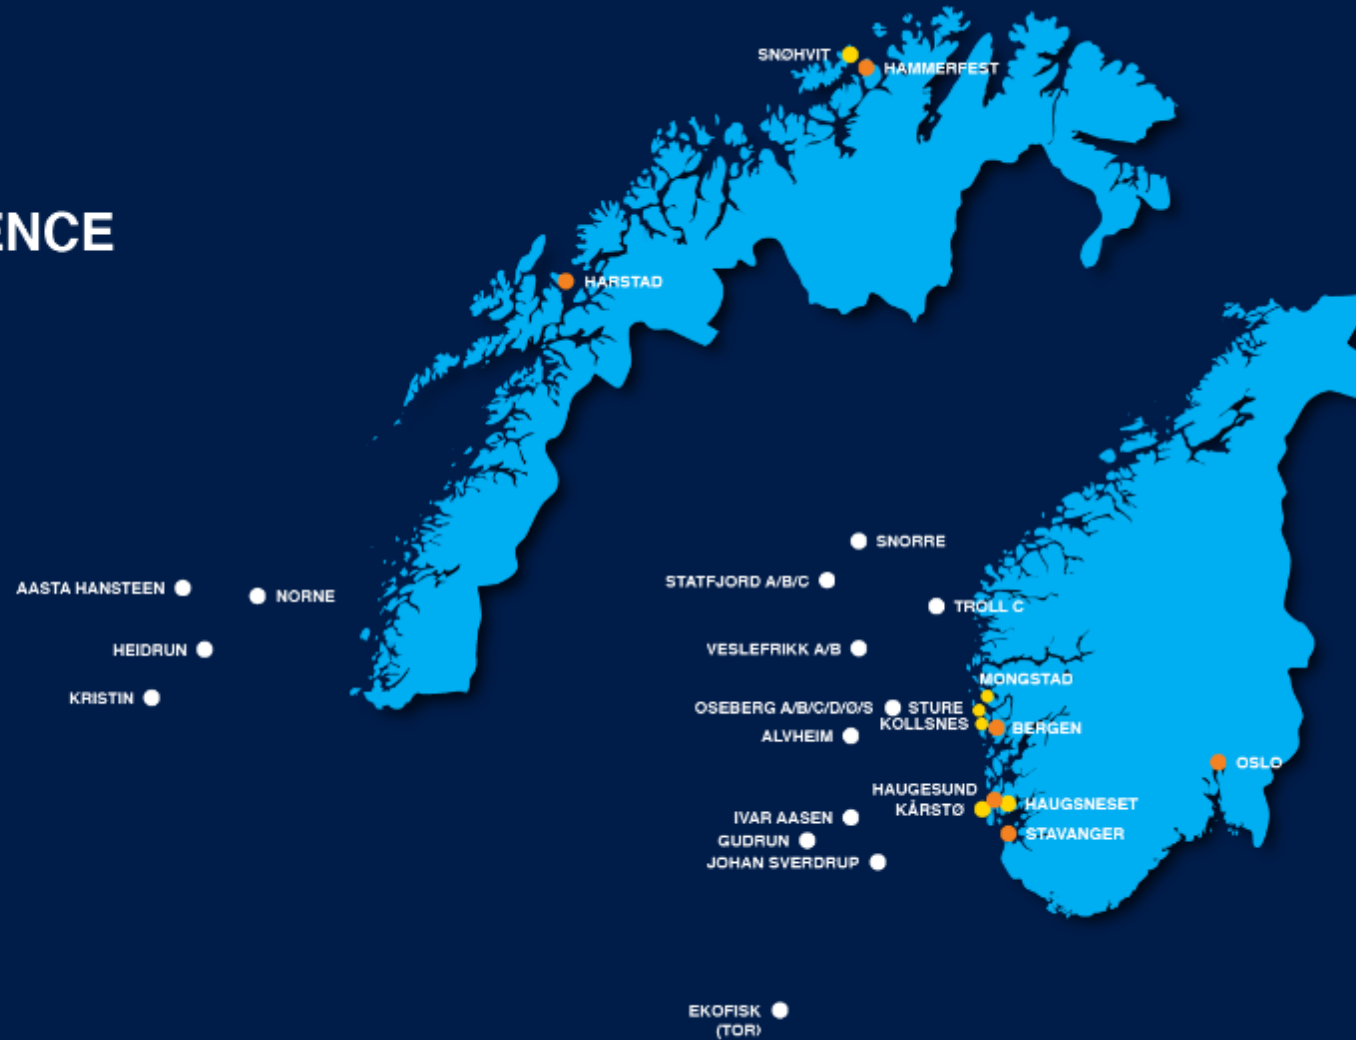 SNØHVIT
HAMMERFEST
ENCE
HARSTAD
SNORRE
STATFJORD A/B/C
AASTA HANSTEEN
NORNE
TROLL C
HEIDRUN
VESLEFRIKK A/B
MONGSTAD
KRISTIN
OSEBERG A/B/C/D/Ø/S
STURE
KOLLSNES
BERGEN
ALVHEIM
OSLO
HAUGESUND
HAUGSNESET
KÅRSTØ
IVAR AASEN
STAVANGER
GUDRUN
JOHAN SVERDRUP
EKOFISK
(TOR)